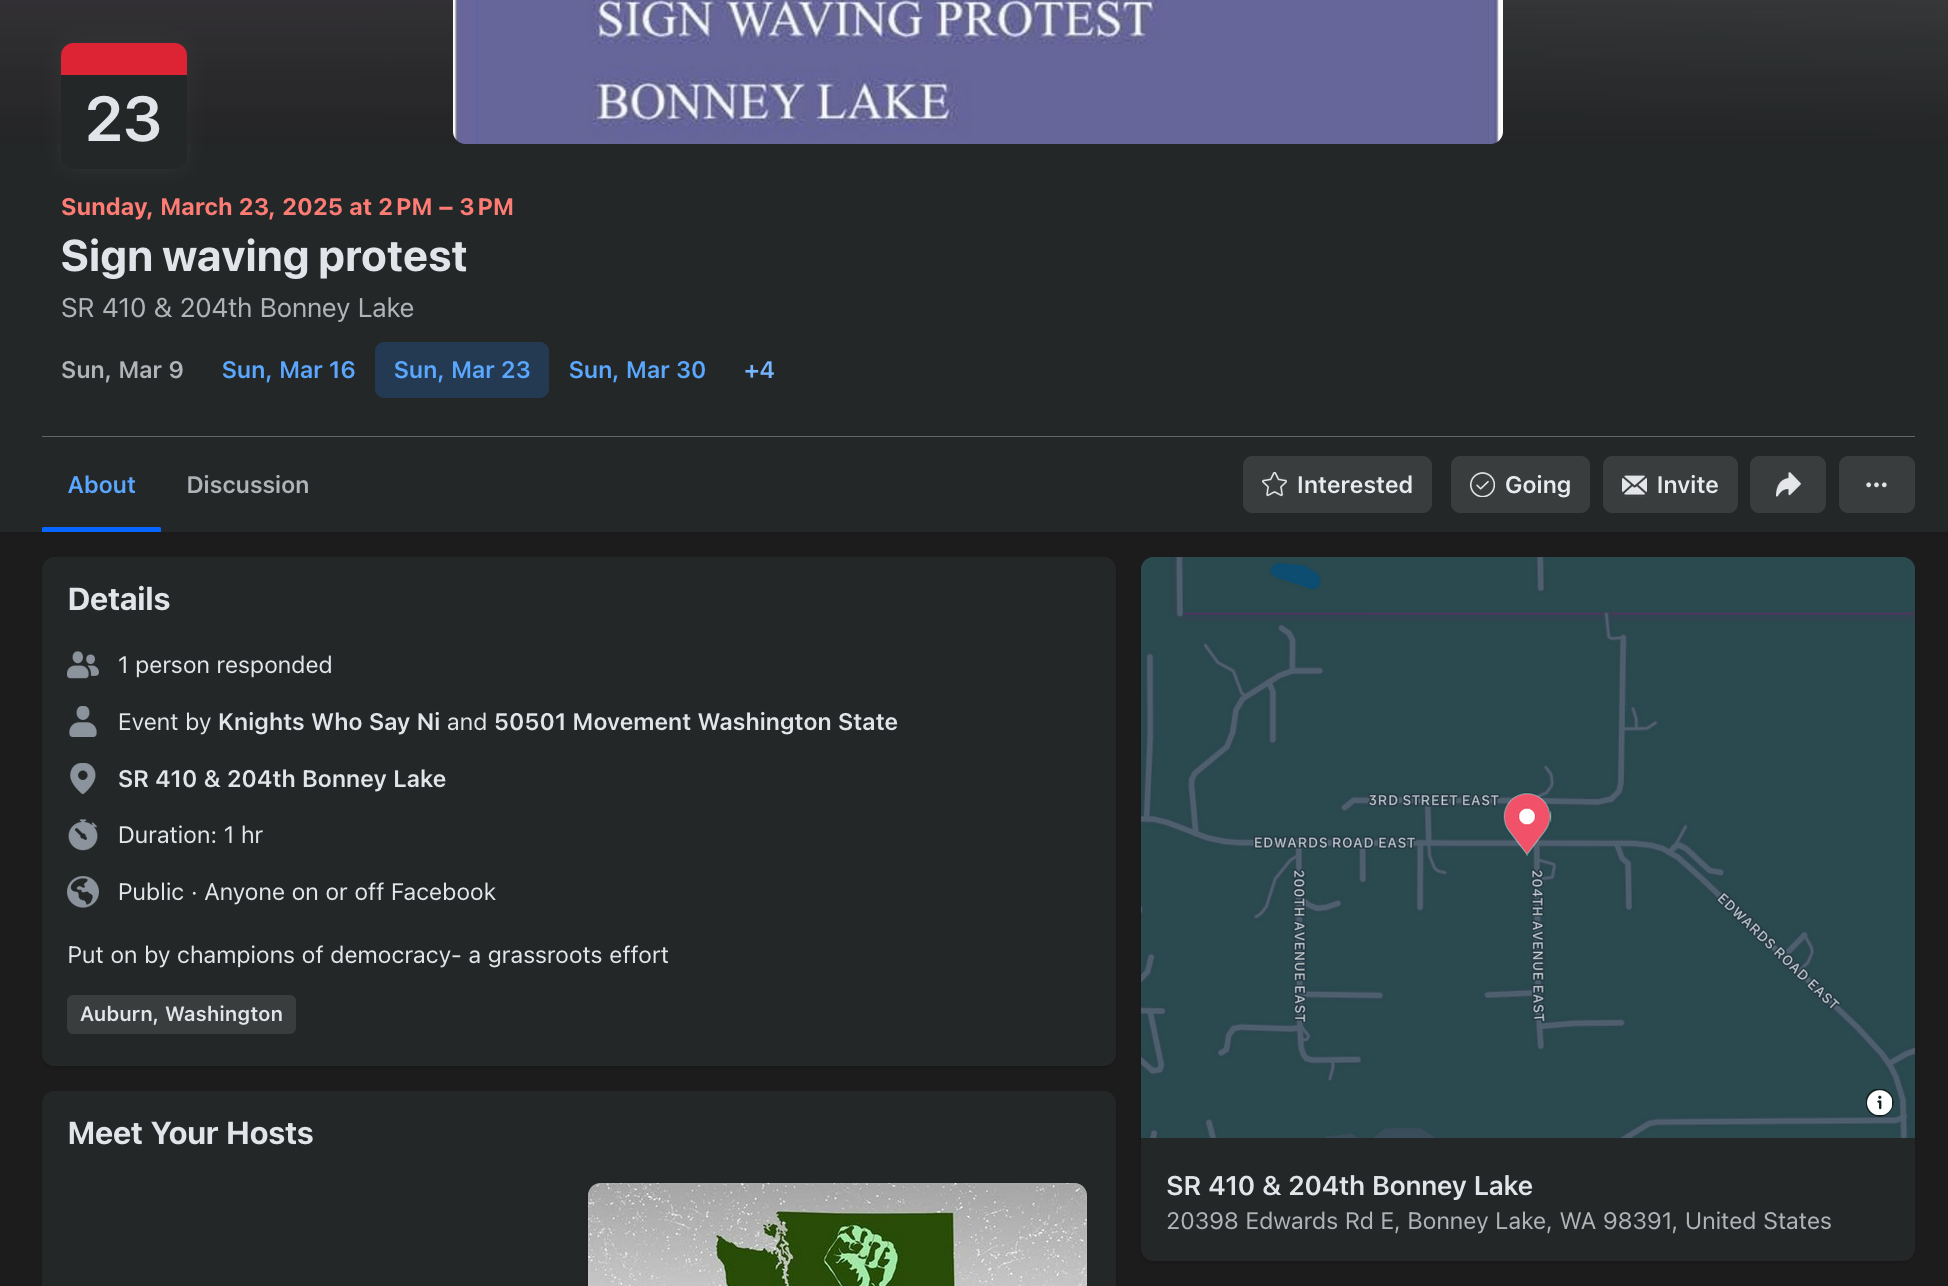 SIGN WAVING PROTEST
BONNEY LAKE
23
Sunday, March 23, 2025 at 2 PM – 3 PM
Sign waving protest
SR 410 & 204th Bonney Lake
Sun, Mar 9
Sun, Mar 16
Sun, Mar 23
Sun, Mar 30
+4
About
Discussion
Interested
Going
Invite
Details
1 person responded
Event by Knights Who Say Ni and 50501 Movement Washington State
SR 410 & 204th Bonney Lake
Duration: 1 hr
Public · Anyone on or off Facebook
Put on by champions of democracy- a grassroots effort
Auburn, Washington
Meet Your Hosts
3RD STREET EAST
EDWARDS ROAD EAST
200TH AVENUE EAST
204TH AVENUE EAST
EDWARDS ROAD EAST
SR 410 & 204th Bonney Lake
20398 Edwards Rd E, Bonney Lake, WA 98391, United States